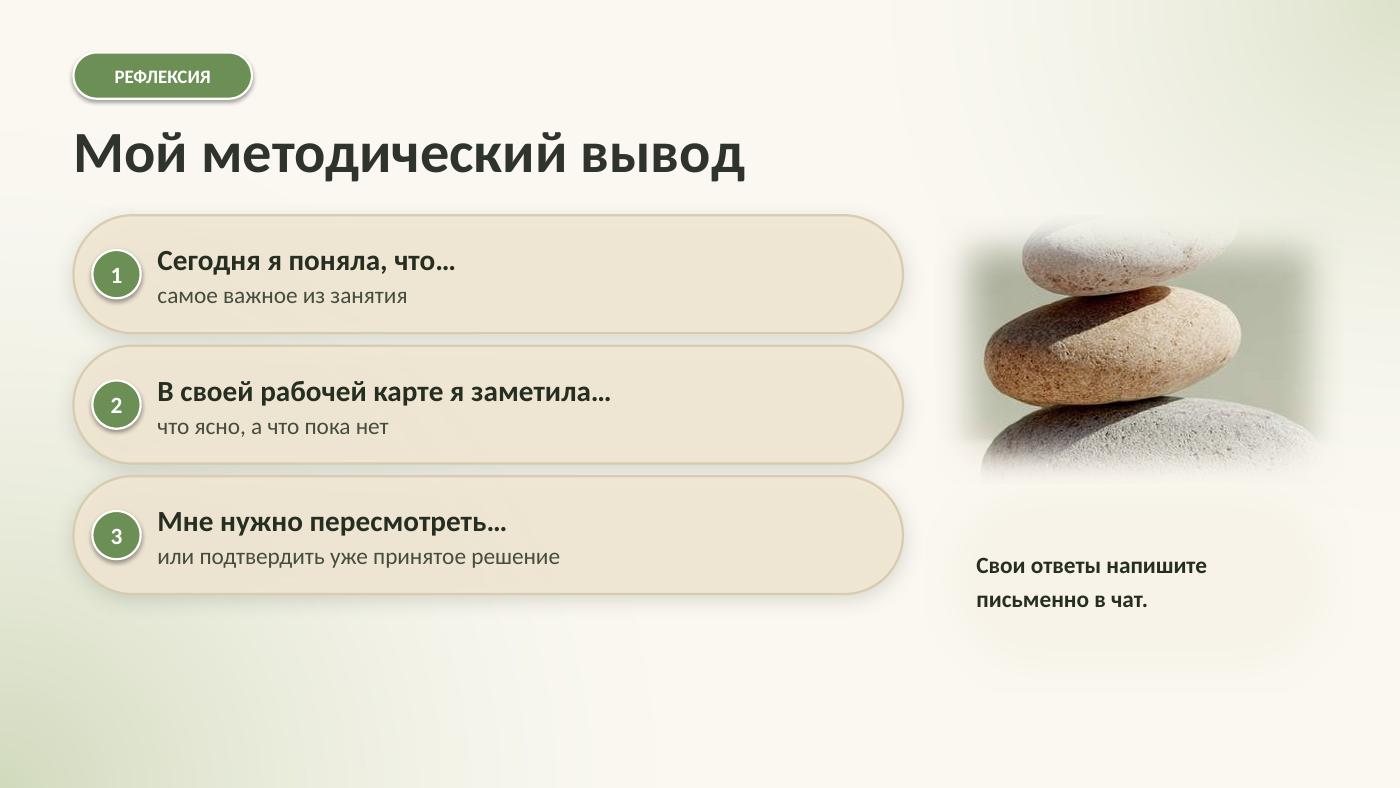 РЕФЛЕКСИЯ
Мой методический вывод
1
Сегодня я поняла, что…
самое важное из занятия
2
В своей рабочей карте я заметила…
что ясно, а что пока нет
3
Мне нужно пересмотреть…
или подтвердить уже принятое решение
Свои ответы напишите
письменно в чат.